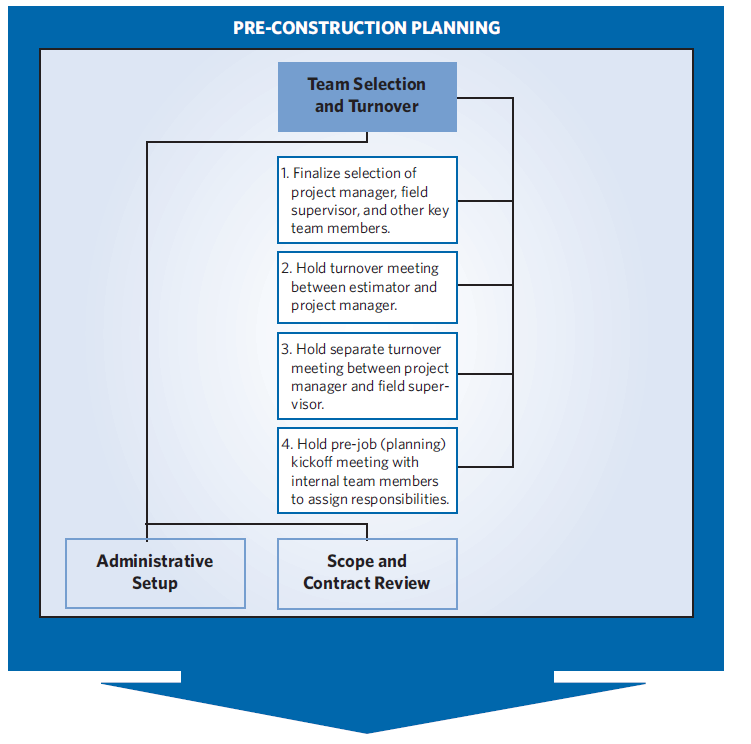 PRE-CONSTRUCTION PLANNING
Team Selection
and Turnover
1. Finalize selection of
project manager, field
supervisor, and other key
team members.
2. Hold turnover meeting
between estimator and
project manager.
3. Hold separate turnover
meeting between project
manager and field super-
visor.
4. Hold pre-job (planning)
kickoff meeting with
internal team members
to assign responsibilities.
Administrative
Setup
Scope and
Contract Review